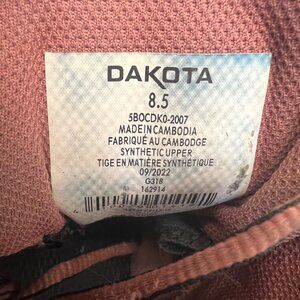 DAKOTA
8.5
5BOCDK0-2007
MADE IN CAMBODIA
FABRIQUÉ AU CAMBODGE
SYNTHETIC UPPER
TIGE EN MATIÈRE SYNTHÉTIQUE
09/2022
G318
162914